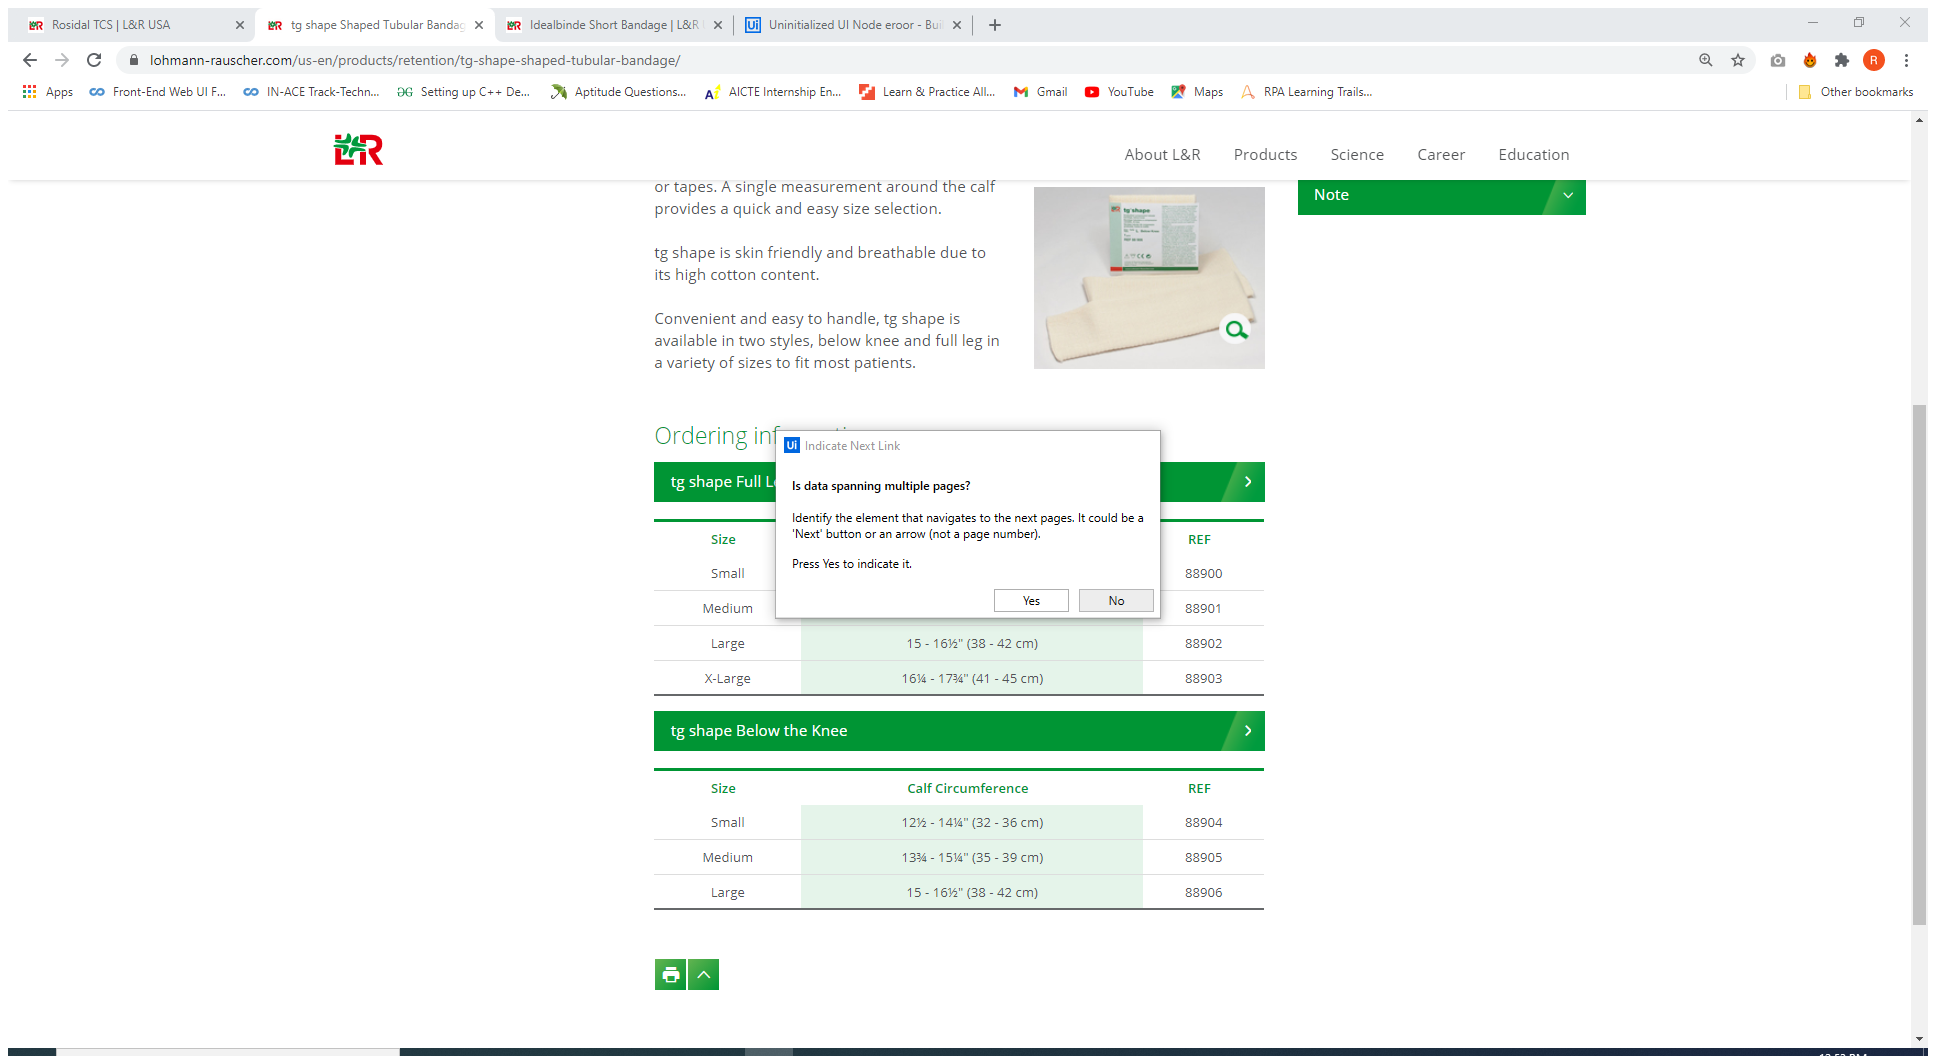 Rosidal TCS | L&R USA
tg shape Shaped Tubular Bandag
Idealbinde Short Bandage | L&R
Uninitialized UI Node eroor - Bui
lohmann-rauscher.com/us-en/products/retention/tg-shape-shaped-tubular-bandage/
R
Apps
Front-End Web UI F...
IN-ACE Track-Techn...
Setting up C++ De...
Aptitude Questions...
AICTE Internship En...
Learn & Practice All...
Gmail
YouTube
Maps
RPA Learning Trails...
Other bookmarks
L&R
About L&R
Products
Science
Career
Education
or tapes. A single measurement around the calf
provides a quick and easy size selection.
tg shape is skin friendly and breathable due to
its high cotton content.
Convenient and easy to handle, tg shape is
available in two styles, below knee and full leg in
a variety of sizes to fit most patients.
tg shape
Note
Ordering
tg shape Full
Ui Indicate Next Link
Is data spanning multiple pages?
Identify the element that navigates to the next pages. It could be a
'Next' button or an arrow (not a page number).
Press Yes to indicate it.
Yes No
Size REF
Small 88900
Medium 88901
Large 15 - 16½" (38 - 42 cm) 88902
X-Large 16¼ - 17¾" (41 - 45 cm) 88903
tg shape Below the Knee
Size Calf Circumference REF
Small 12½ - 14¼" (32 - 36 cm) 88904
Medium 13¾ - 15¼" (35 - 39 cm) 88905
Large 15 - 16½" (38 - 42 cm) 88906